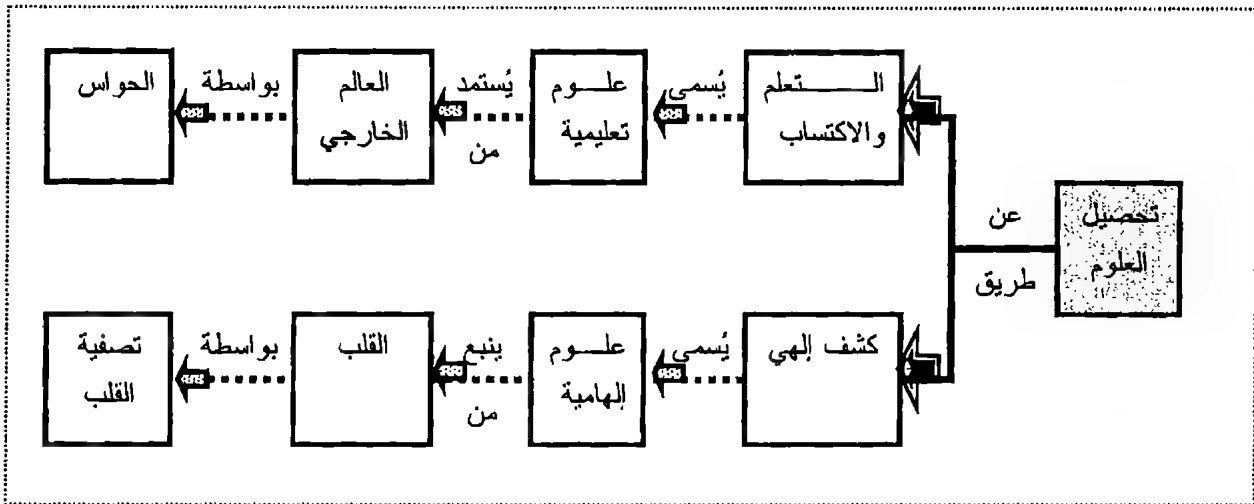 تحصيل
العلوم
عن
طريق
التعلم
والاكتساب
يُسمى
علوم
تعليمية
يُستمد
من
العالم
الخارجي
بواسطة
الحواس
كشف إلهي
يُسمى
علوم
إلهامية
ينبع
من
القلب
بواسطة
تصفية
القلب